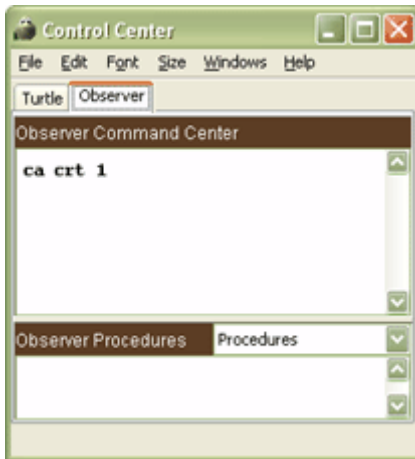 Control Center
File Edit Font Size Windows Help
Turtle Observer
Observer Command Center
ca crt 1
Observer Procedures Procedures